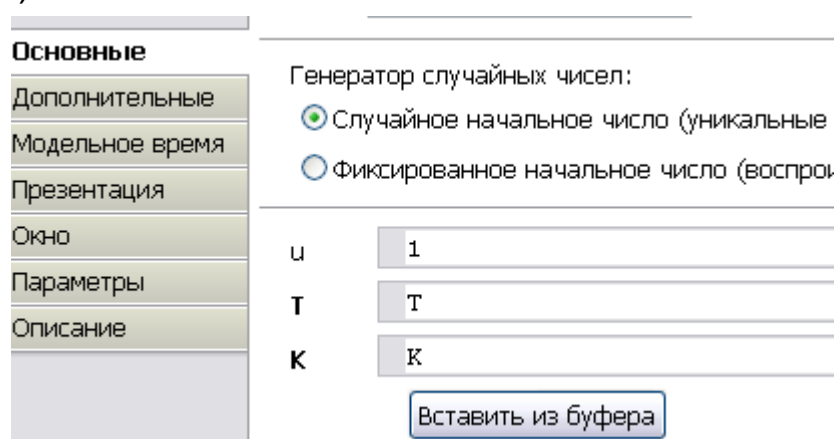 Основные
Дополнительные
Модельное время
Презентация
Окно
Параметры
Описание
Генератор случайных чисел:
Случайное начальное число (уникальные
Фиксированное начальное число (воспрои
u 1
T T
K K
Вставить из буфера